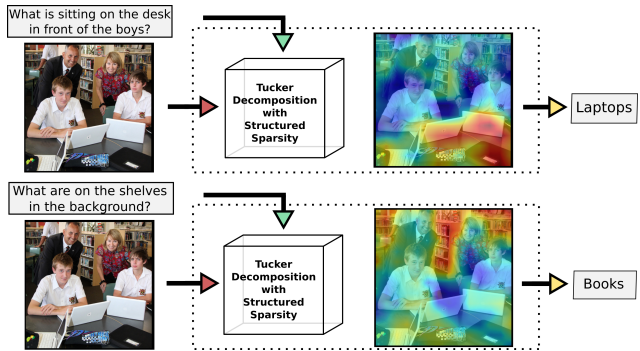 What is sitting on the desk
in front of the boys?
Tucker
Decomposition
with
Structured
Sparsity
Laptops
What are on the shelves
in the background?
Tucker
Decomposition
with
Structured
Sparsity
Books